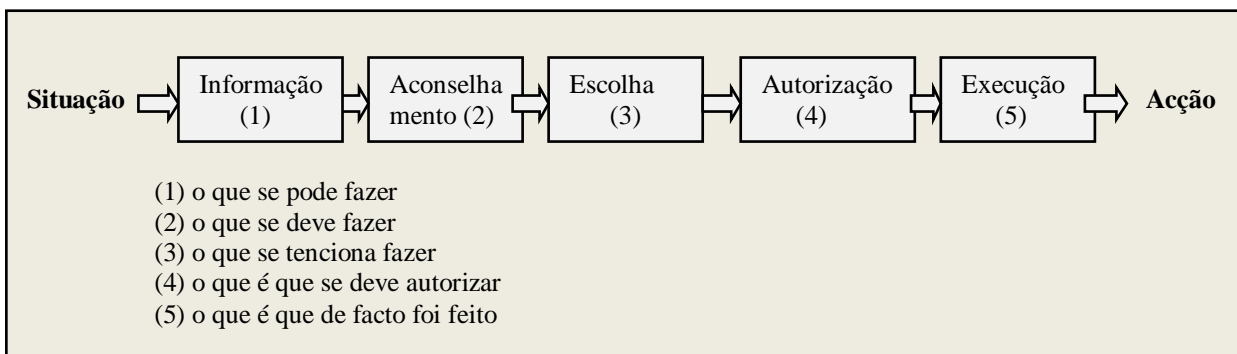 Situação
Informação
(1)
Aconselha
mento (2)
Escolha
(3)
Autorização
(4)
Execução
(5)
Acção
(1) o que se pode fazer
(2) o que se deve fazer
(3) o que se tenciona fazer
(4) o que é que se deve autorizar
(5) o que é que de facto foi feito